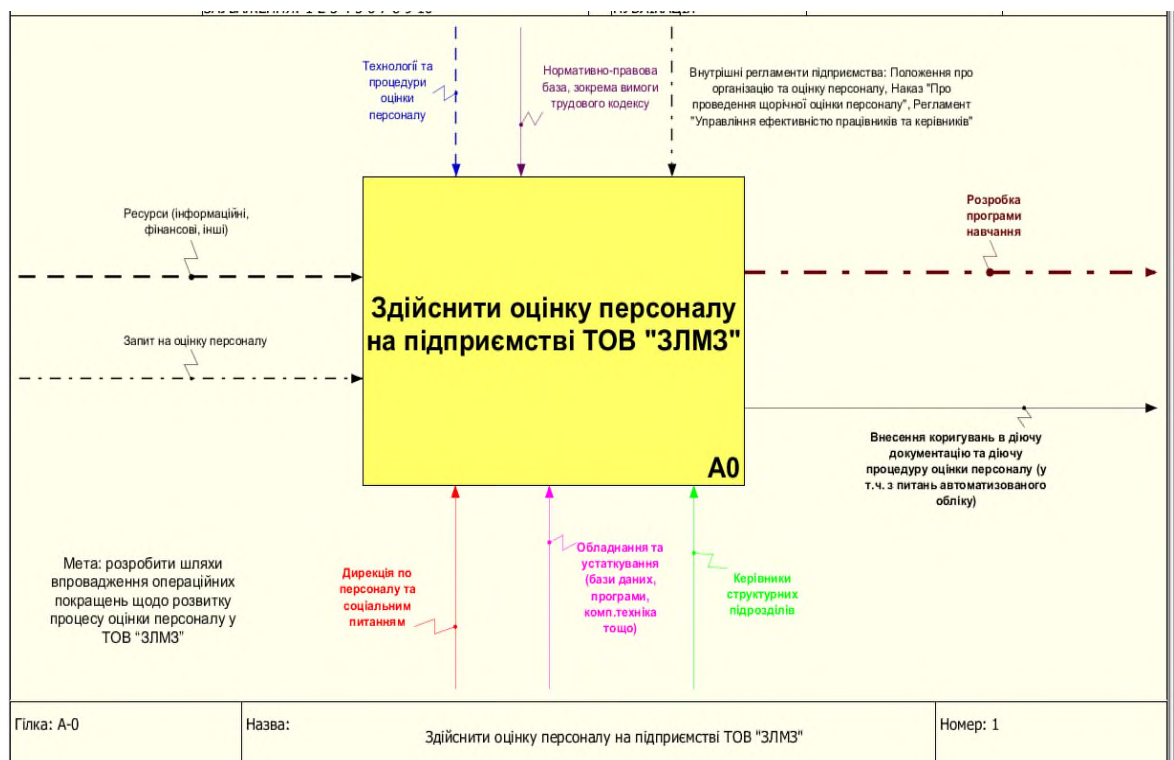 Технології та
процедури
оцінки
персоналу
Нормативно-правова
база, зокрема вимоги
трудового кодексу
Внутрішні регламенти підприємства: Положення про
організацію та оцінку персоналу, Наказ "Про
проведення щорічної оцінки персоналу", Регламент
"Управління ефективністю працівників та керівників"
Ресурси (інформаційні,
фінансові, інші)
Розробка
програми
навчання
Здійснити оцінку персоналу
на підприємстві ТОВ "ЗЛМЗ"
Запит на оцінку персоналу
A0
Внесення коригувань в діючу
документацію та діючу
процедуру оцінки персоналу (у
т.ч. з питань автоматизованого
обліку)
Мета: розробити шляхи
впровадження операційних
покращень щодо розвитку
процесу оцінки персоналу у
ТОВ “ЗЛМЗ”
Дирекція по
персоналу та
соціальним
питанням
Обладнання та
устаткування
(бази даних,
програми,
комп.техніка
тощо)
Керівники
структурних
підрозділів
Гілка: A-0
Назва:
Здійснити оцінку персоналу на підприємстві ТОВ "ЗЛМЗ"
Номер: 1